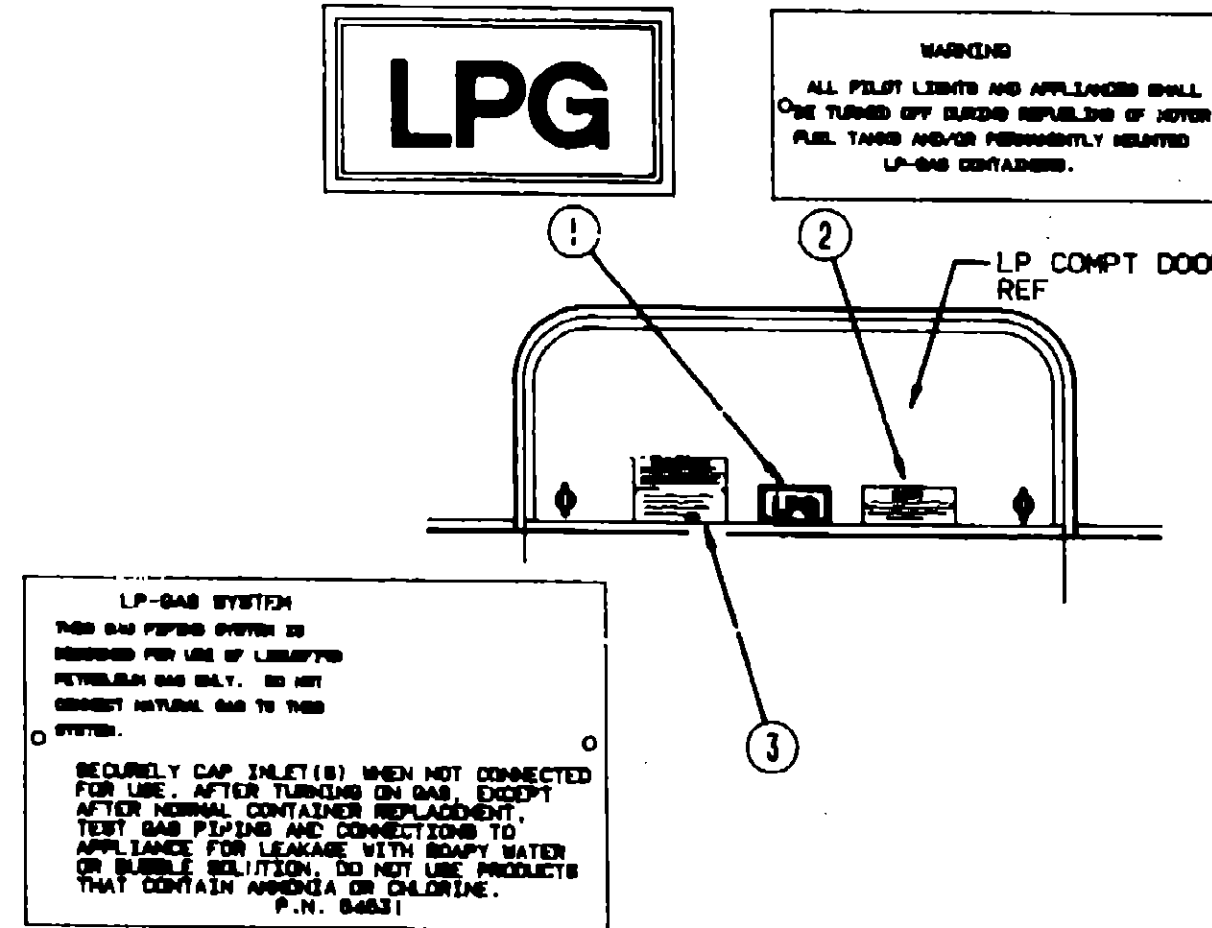 LPG
WARNING
ALL PILOT LIGHTS AND APPLIANCES SHALL
BE TURNED OFF DURING REFUELING OF MOTOR
FUEL TANKS AND/OR PERMANENTLY MOUNTED
LP-GAS CONTAINERS.
1
2
LP COMPT DOO
REF
LPG
3
LP-GAS SYSTEM
THIS GAS PIPING SYSTEM IS
DESIGNED FOR USE OF LIQUEFIED
PETROLEUM GAS ONLY. DO NOT
CONNECT NATURAL GAS TO THIS
SYSTEM.
SECURELY CAP INLET(S) WHEN NOT CONNECTED
FOR USE. AFTER TURNING ON GAS, EXCEPT
AFTER NORMAL CONTAINER REPLACEMENT,
TEST GAS PIPING AND CONNECTIONS TO
APPLIANCE FOR LEAKAGE WITH SOAPY WATER
OR BUBBLE SOLUTION. DO NOT USE PRODUCTS
THAT CONTAIN AMMONIA OR CHLORINE.
P.N.